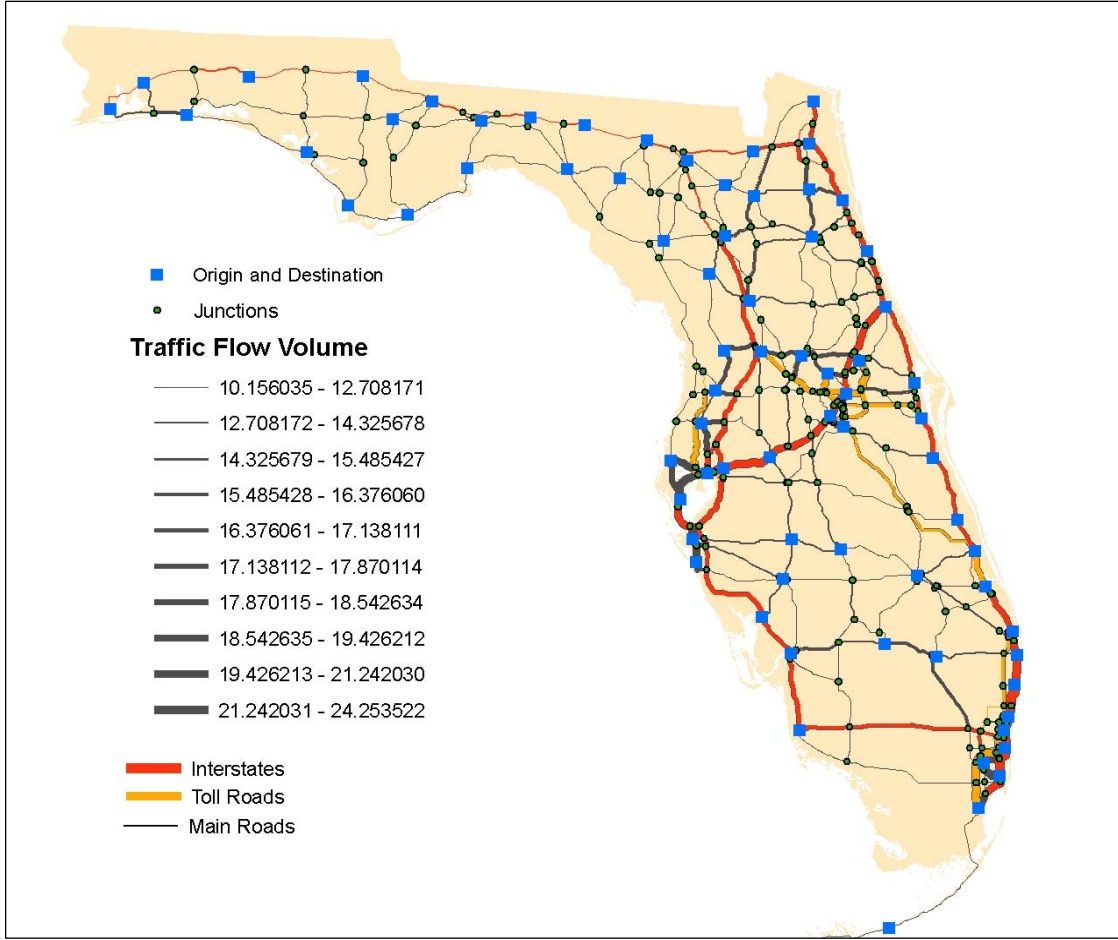 Origin and Destination
Junctions
Traffic Flow Volume
10.156035 - 12.708171
12.708172 - 14.325678
14.325679 - 15.485427
15.485428 - 16.376060
16.376061 - 17.138111
17.138112 - 17.870114
17.870115 - 18.542634
18.542635 - 19.426212
19.426213 - 21.242030
21.242031 - 24.253522
Interstates
Toll Roads
Main Roads